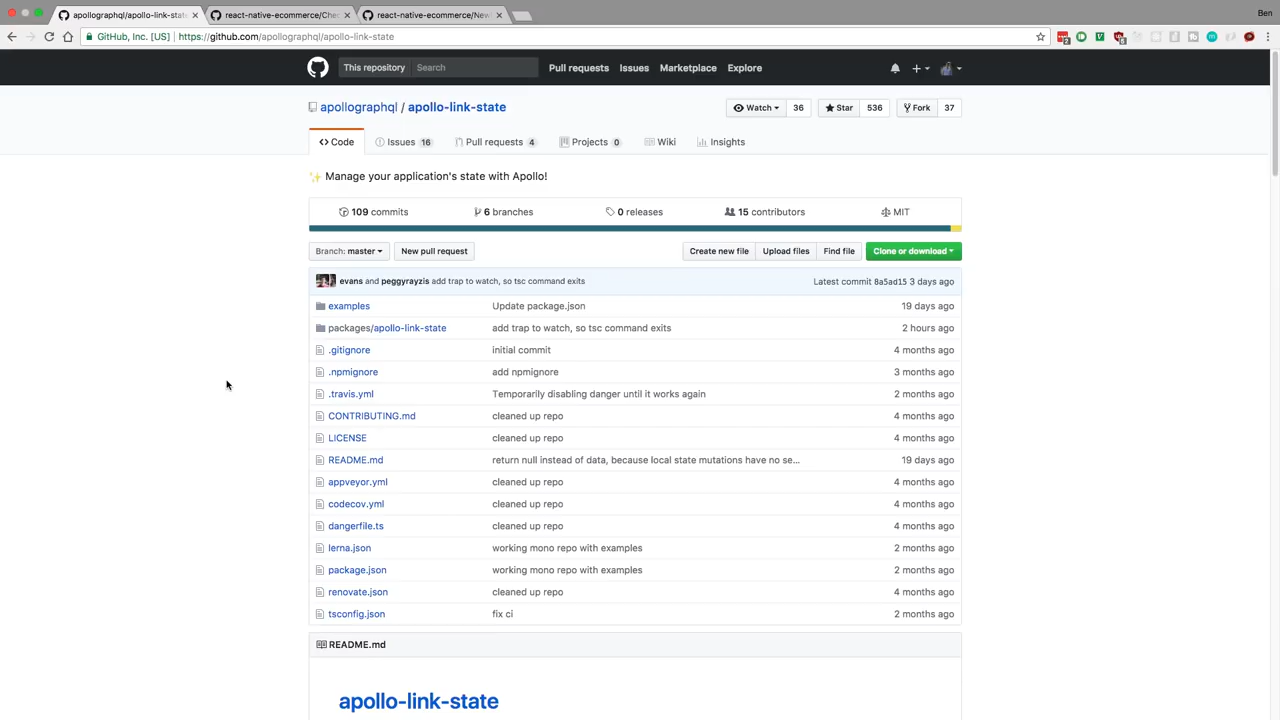 apollographql/apollo-link-stat
react-native-ecommerce/Che
react-native-ecommerce/New
Ben
GitHub, Inc. [US] | https://github.com/apollographql/apollo-link-state
This repository Search Pull requests Issues Marketplace Explore
apollographql / apollo-link-state
Watch 36 Star 536 Fork 37
Code Issues 16 Pull requests 4 Projects 0 Wiki Insights
Manage your application's state with Apollo!
109 commits 6 branches 0 releases 15 contributors MIT
Branch: master New pull request Create new file Upload files Find file Clone or download
evans and peggyrayzis add trap to watch, so tsc command exits Latest commit 8a5ad15 3 days ago
examples Update package.json 19 days ago
packages/apollo-link-state add trap to watch, so tsc command exits 2 hours ago
.gitignore initial commit 4 months ago
.npmignore add npmignore 3 months ago
.travis.yml Temporarily disabling danger until it works again 2 months ago
CONTRIBUTING.md cleaned up repo 4 months ago
LICENSE cleaned up repo 4 months ago
README.md return null instead of data, because local state mutations have no se... 19 days ago
appveyor.yml cleaned up repo 4 months ago
codecov.yml cleaned up repo 4 months ago
dangerfile.ts cleaned up repo 4 months ago
lerna.json working mono repo with examples 2 months ago
package.json working mono repo with examples 2 months ago
renovate.json cleaned up repo 4 months ago
tsconfig.json fix ci 2 months ago
README.md
apollo-link-state